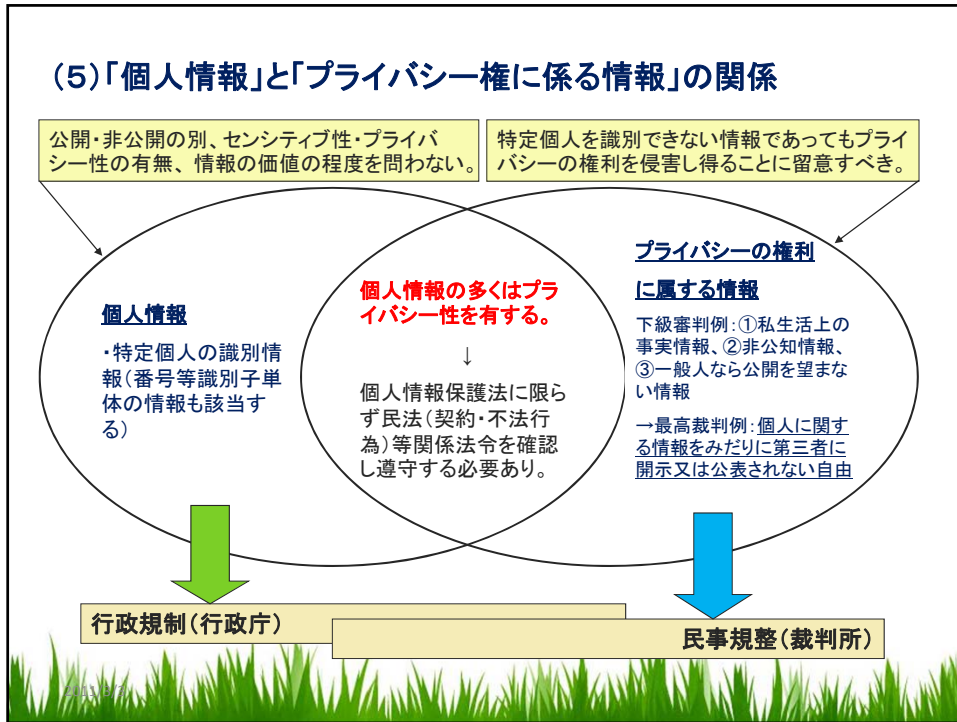 (5)「個人情報」と「プライバシー権に係る情報」の関係
公開・非公開の別、センシティブ性・プライバ
シー性の有無、情報の価値の程度を問わない。
特定個人を識別できない情報であってもプライ
バシーの権利を侵害し得ることに留意すべき。
個人情報
・特定個人の識別情
報(番号等識別子単
体の情報も該当す
る)
個人情報の多くはプラ
イバシー性を有する。
↓
個人情報保護法に限ら
ず民法(契約・不法行
為)等関係法令を確認
し遵守する必要あり。
プライバシーの権利
に属する情報
下級審判例:①私生活上の
事実情報、②非公知情報、
③一般人なら公開を望まな
い情報
→最高裁判例:個人に関す
る情報をみだりに第三者に
開示又は公表されない自由
行政規制(行政庁)
民事規整(裁判所)